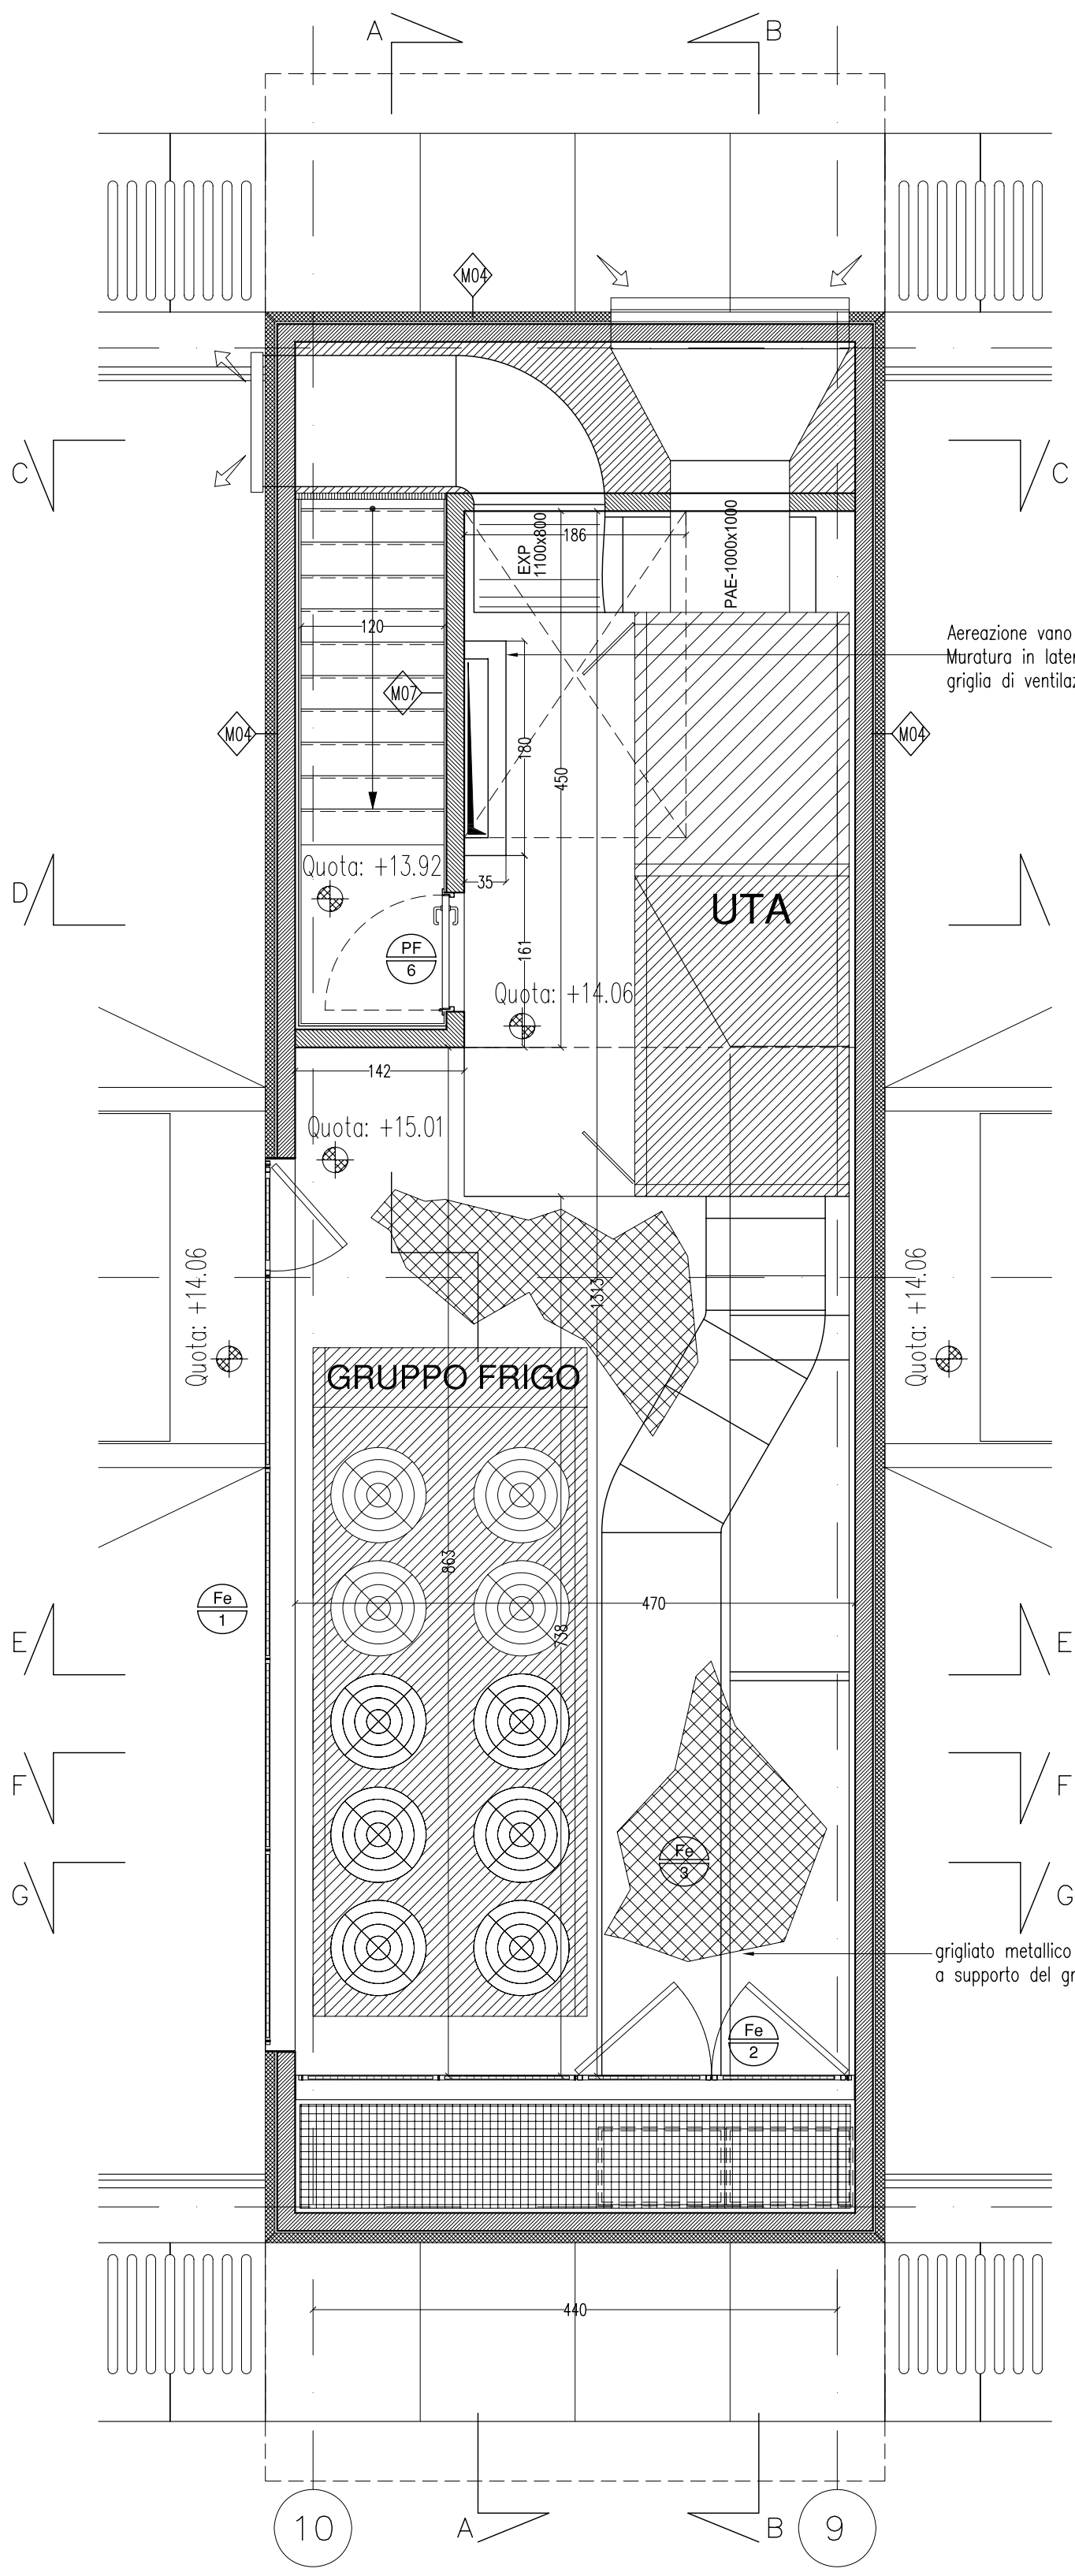 A
B
M04
C
C
EXP
1100x800
186
PAE-1000x1000
120
Aereazione vano
Muratura in later
griglia di ventilaz
M07
M04
M04
180
450
Quota: +13.92
35
D
UTA
PF
6
161
Quota: +14.06
142
Quota: +15.01
Quota: +14.06
Quota: +14.06
1313
GRUPPO FRIGO
863
Fe
1
470
738
E
E
F
F
Fe
3
G
G
grigliato metallico
a supporto del gr
Fe
2
440
10
A
B
9